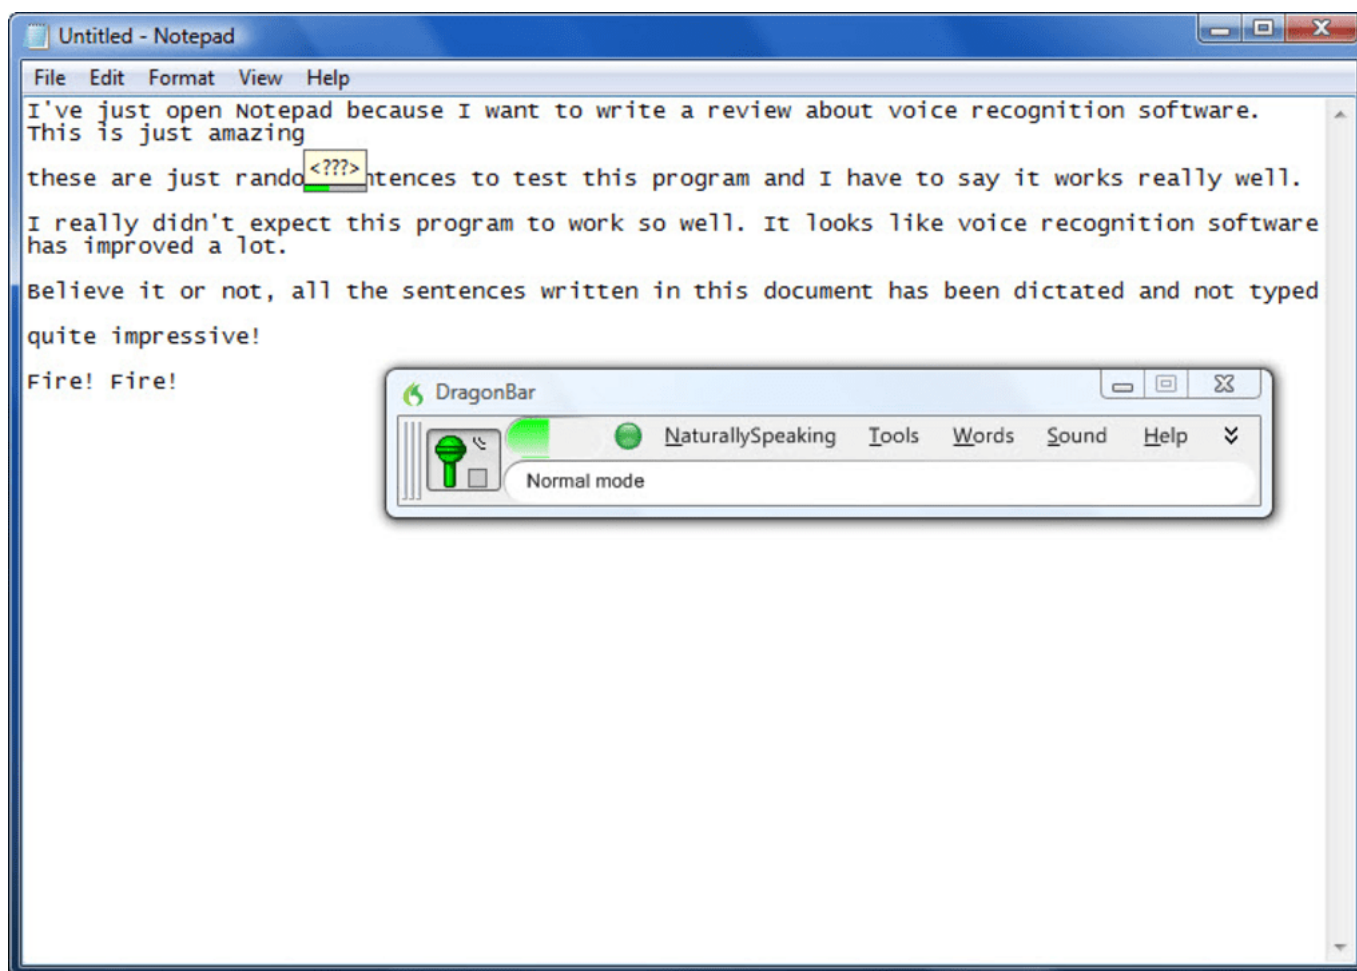 Untitled - Notepad
File Edit Format View Help
I've just open Notepad because I want to write a review about voice recognition software.
This is just amazing
<???>
these are just rando ntences to test this program and I have to say it works really well.
I really didn't expect this program to work so well. It looks like voice recognition software
has improved a lot.
Believe it or not, all the sentences written in this document has been dictated and not typed
quite impressive!
Fire! Fire!
DragonBar
NaturallySpeaking Tools Words Sound Help
Normal mode